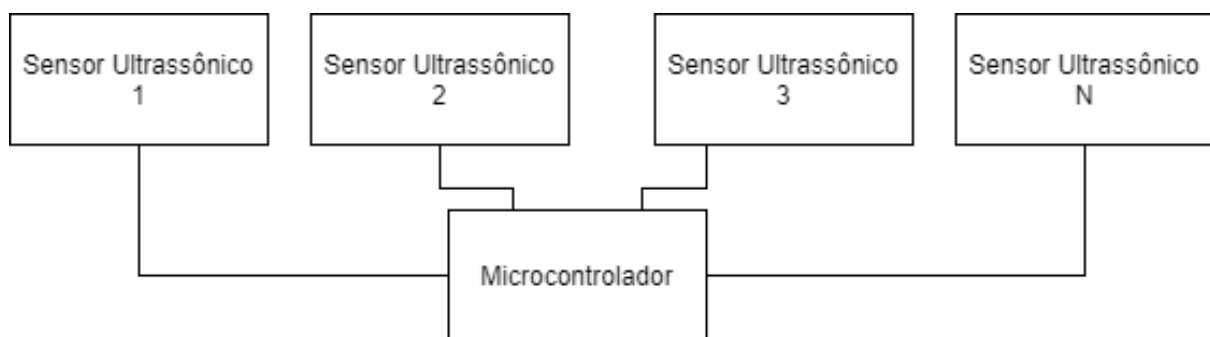 Sensor Ultrassônico
1
Sensor Ultrassônico
2
Sensor Ultrassônico
3
Sensor Ultrassônico
N
Microcontrolador